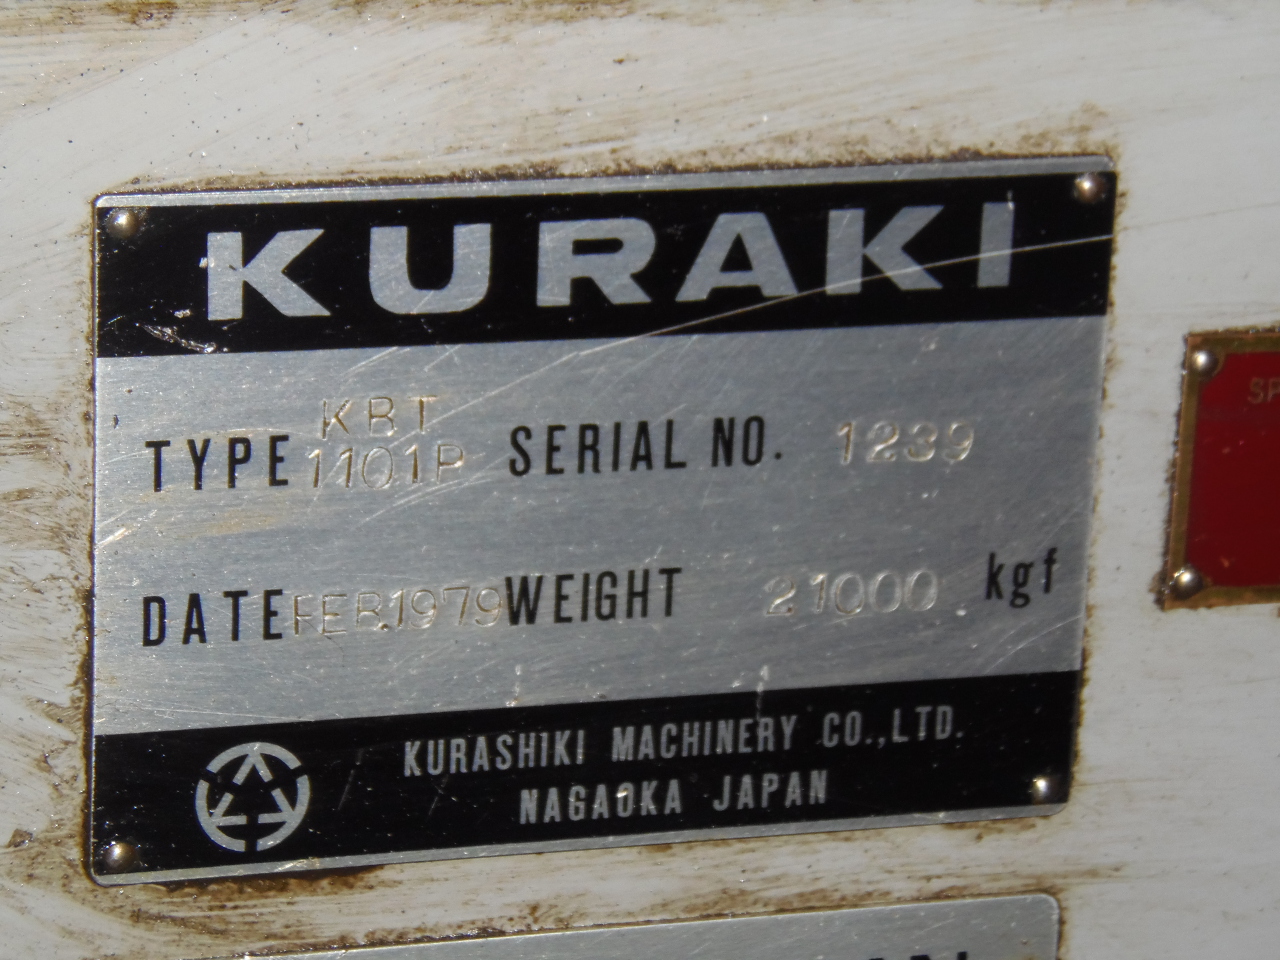 KURAKI
TYPE KBT 1101P SERIAL NO. 1239
DATE FEB.1979 WEIGHT 21000 kgf
KURASHIKI MACHINERY CO.,LTD.
NAGAOKA JAPAN